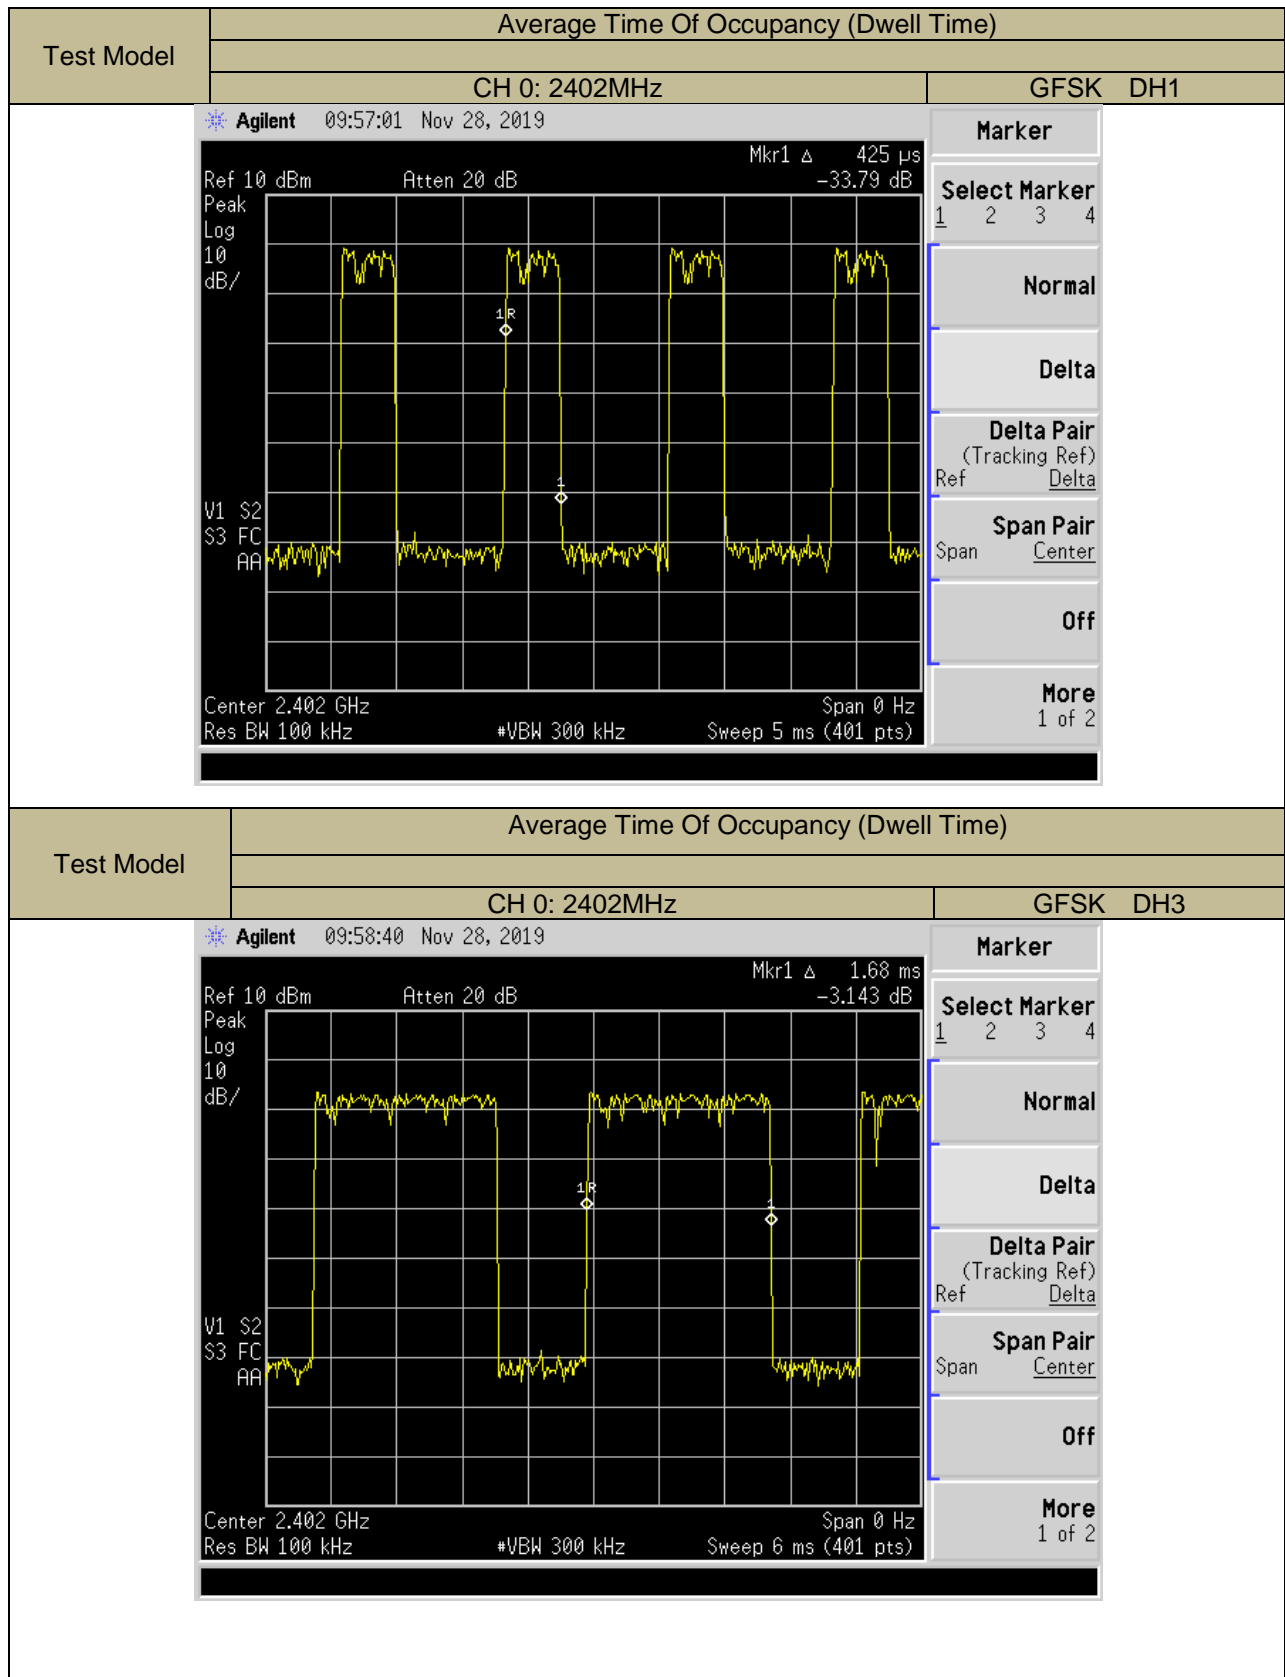 Test Model
Average Time Of Occupancy (Dwell Time)
CH 0: 2402MHz
GFSK DH1
Agilent 09:57:01 Nov 28, 2019
Marker
Mkr1 Δ 425 µs
Ref 10 dBm Atten 20 dB -33.79 dB
Select Marker
1 2 3 4
Peak
Log
10
dB/
Normal
1R
Delta
Delta Pair
(Tracking Ref)
Ref Delta
1
V1 S2
S3 FC
AA
Span Pair
Span Center
Off
Center 2.402 GHz Span 0 Hz
Res BW 100 kHz #VBW 300 kHz Sweep 5 ms (401 pts)
More
1 of 2
Test Model
Average Time Of Occupancy (Dwell Time)
CH 0: 2402MHz
GFSK DH3
Agilent 09:58:40 Nov 28, 2019
Marker
Mkr1 Δ 1.68 ms
Ref 10 dBm Atten 20 dB -3.143 dB
Select Marker
1 2 3 4
Peak
Log
10
dB/
Normal
1R
Delta
1
Delta Pair
(Tracking Ref)
Ref Delta
V1 S2
S3 FC
AA
Span Pair
Span Center
Off
Center 2.402 GHz Span 0 Hz
Res BW 100 kHz #VBW 300 kHz Sweep 6 ms (401 pts)
More
1 of 2